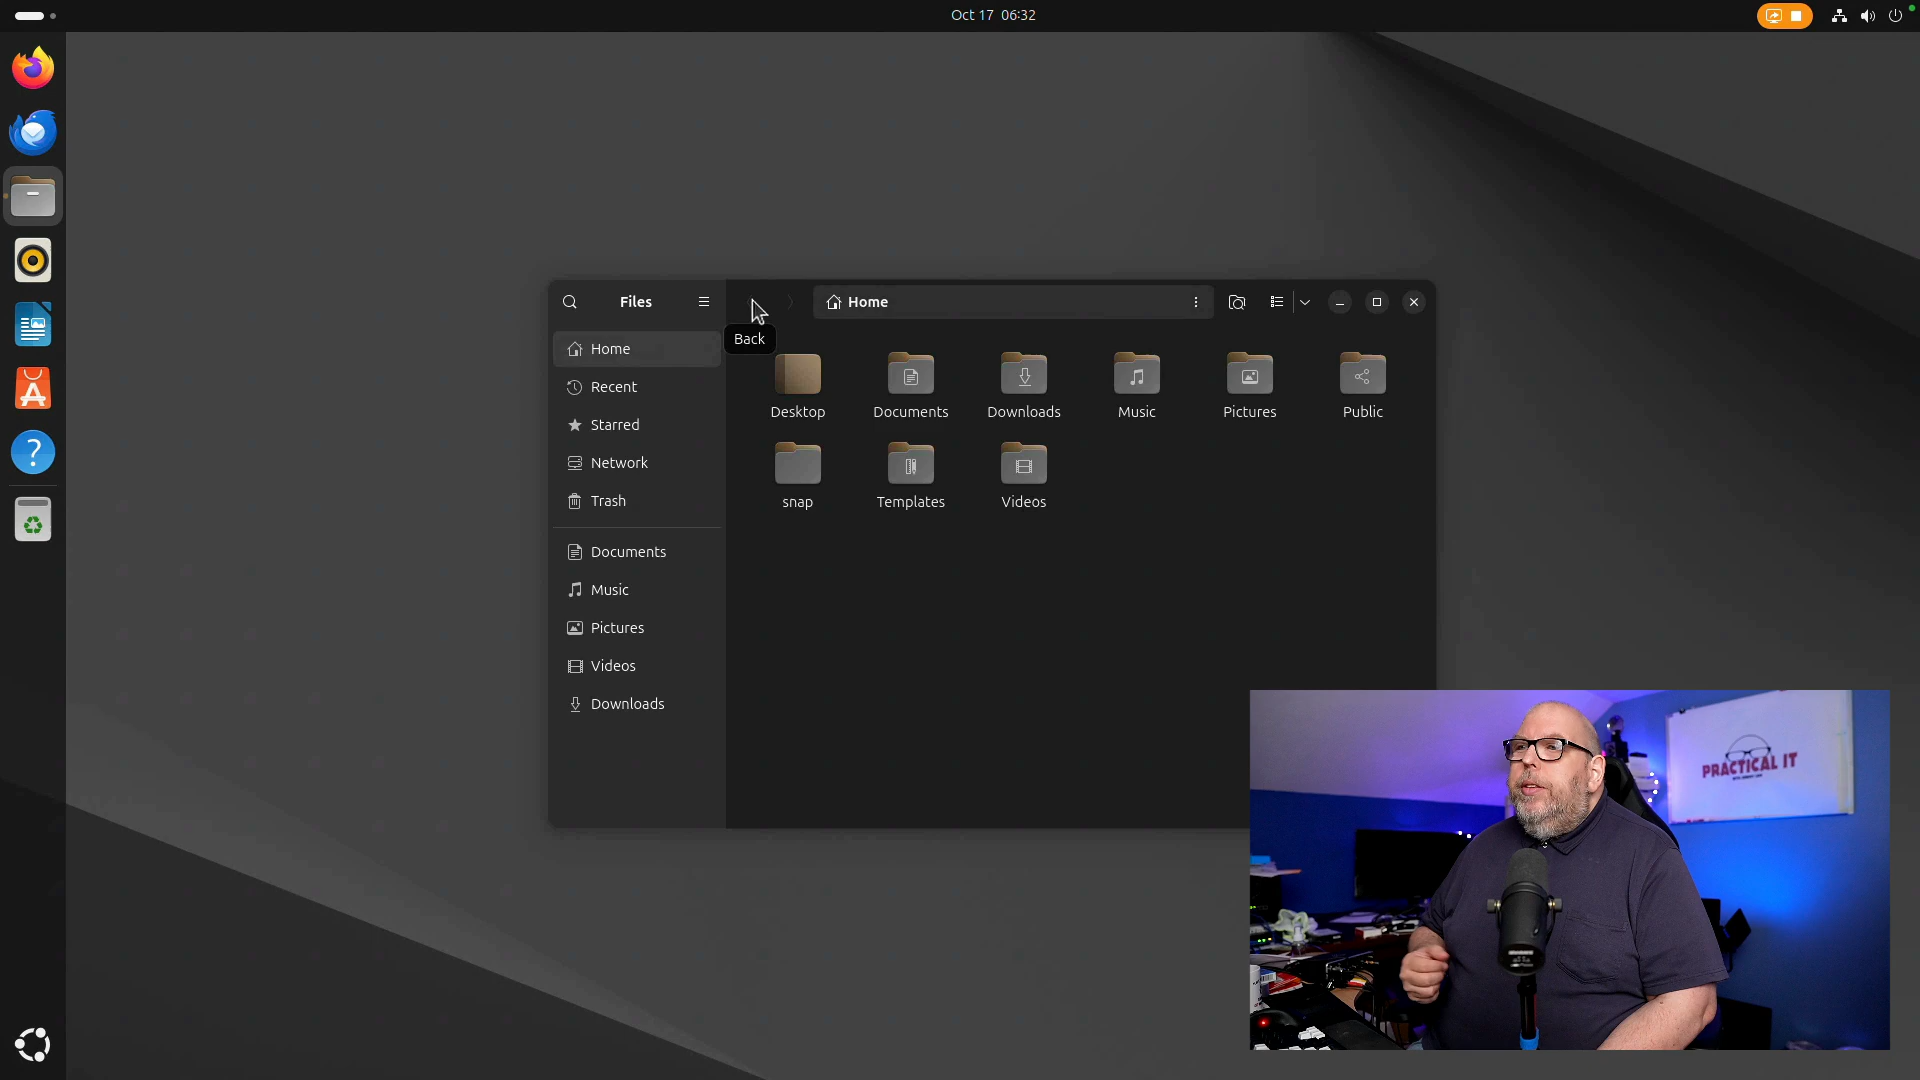 Oct 17 06:32
Files
Home
Back
Home
Recent
Starred
Network
Trash
Documents
Music
Pictures
Videos
Downloads
Desktop
Documents
Downloads
Music
Pictures
Public
snap
Templates
Videos
PRACTICAL IT